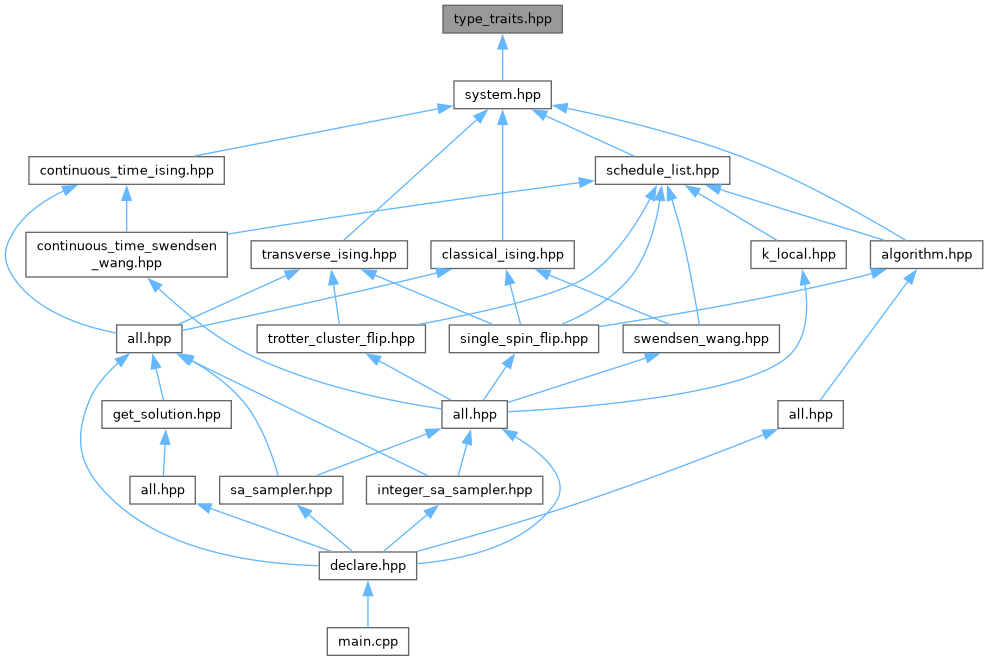 type_traits.hpp
system.hpp
continuous_time_ising.hpp
schedule_list.hpp
continuous_time_swendsen
_wang.hpp
transverse_ising.hpp
classical_ising.hpp
k_local.hpp
algorithm.hpp
all.hpp
trotter_cluster_flip.hpp
single_spin_flip.hpp
swendsen_wang.hpp
get_solution.hpp
all.hpp
all.hpp
all.hpp
sa_sampler.hpp
integer_sa_sampler.hpp
declare.hpp
main.cpp